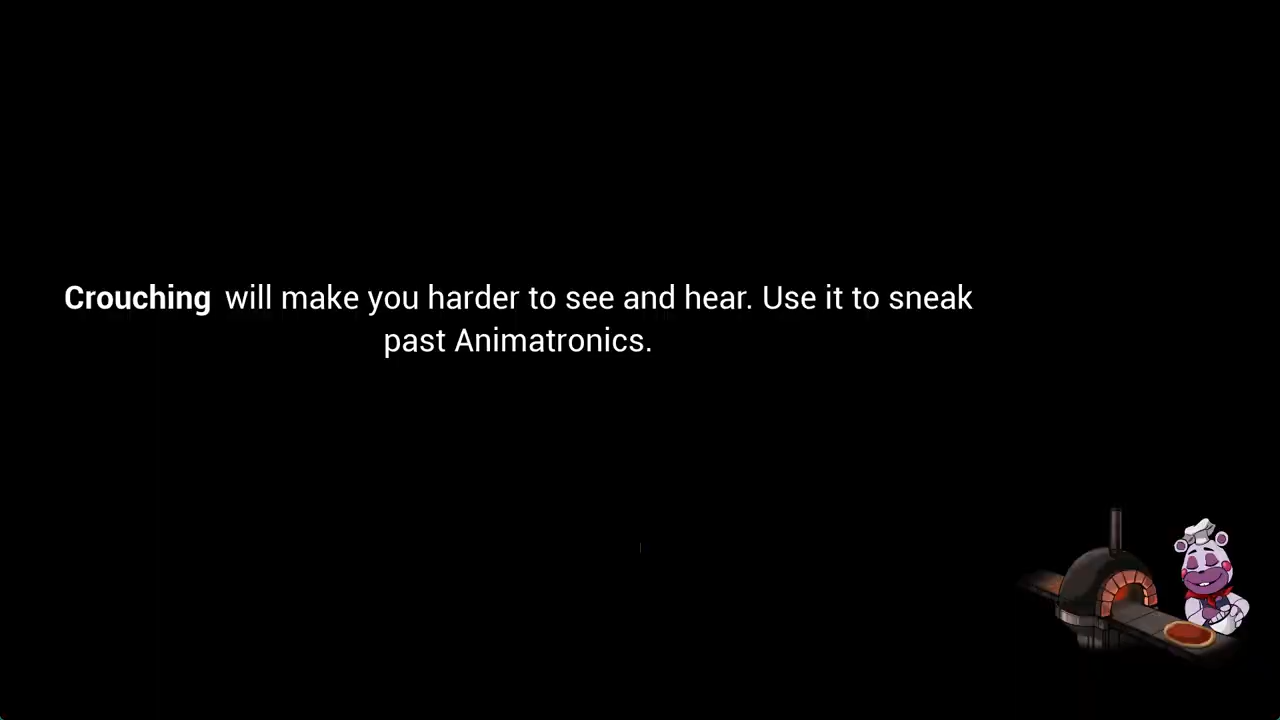 Crouching will make you harder to see and hear. Use it to sneak
past Animatronics.